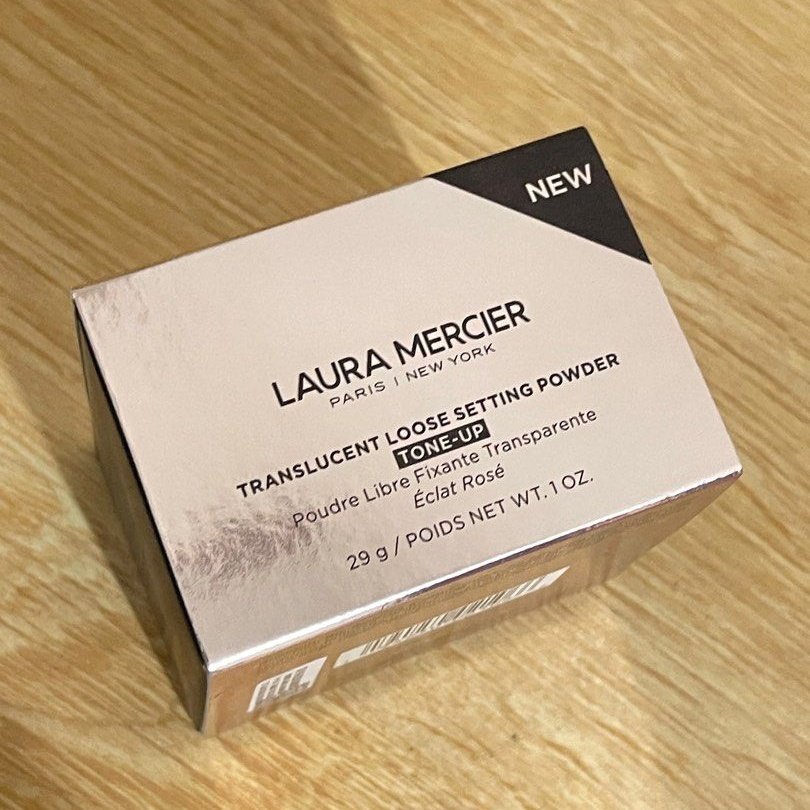 NEW
LAURA MERCIER
PARIS | NEW YORK
TRANSLUCENT LOOSE SETTING POWDER
TONE-UP
Poudre Libre Fixante Transparente
Éclat Rosé
29 g / POIDS NET WT. 1 OZ.